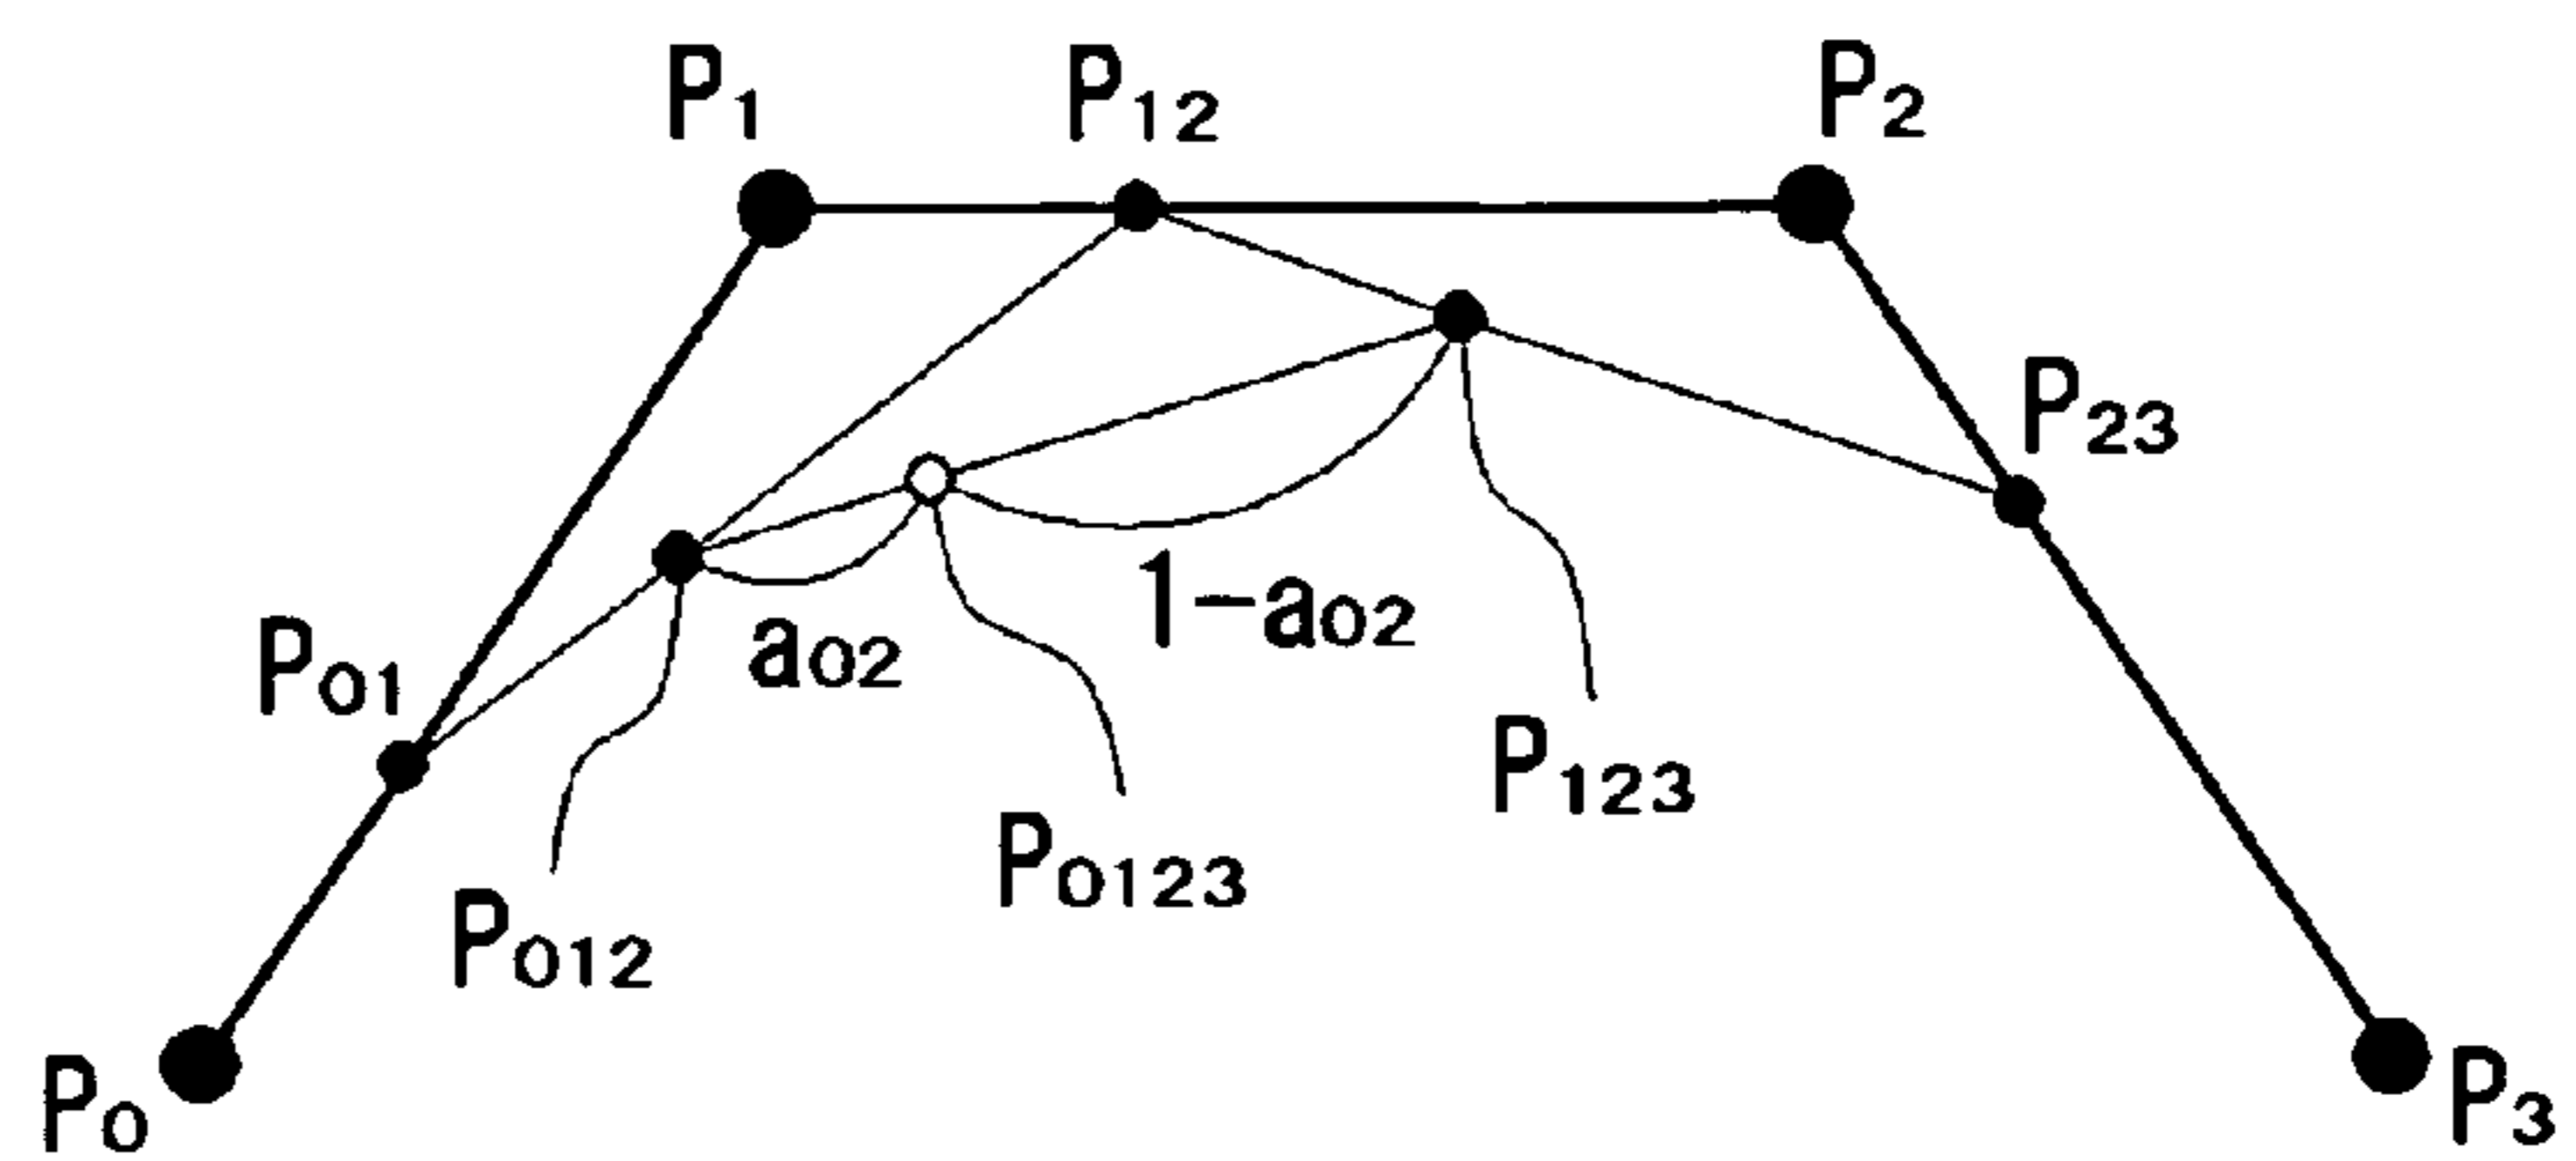 P₁ P₁₂ P₂
P₂₃
P₀₁ a₀₂ 1-a₀₂
P₁₂₃
P₀₁₂ P₀₁₂₃
P₀ P₃